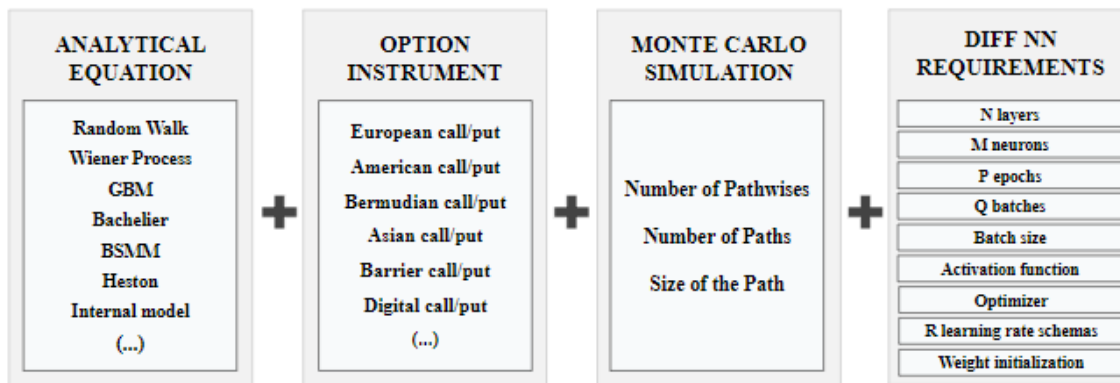 ANALYTICAL
EQUATION
Random Walk
Wiener Process
GBM
Bachelier
BSMM
Heston
Internal model
(...)
OPTION
INSTRUMENT
European call/put
American call/put
Bermudian call/put
Asian call/put
Barrier call/put
Digital call/put
(...)
MONTE CARLO
SIMULATION
Number of Pathwises
Number of Paths
Size of the Path
DIFF NN
REQUIREMENTS
N layers
M neurons
P epochs
Q batches
Batch size
Activation function
Optimizer
R learning rate schemas
Weight initialization